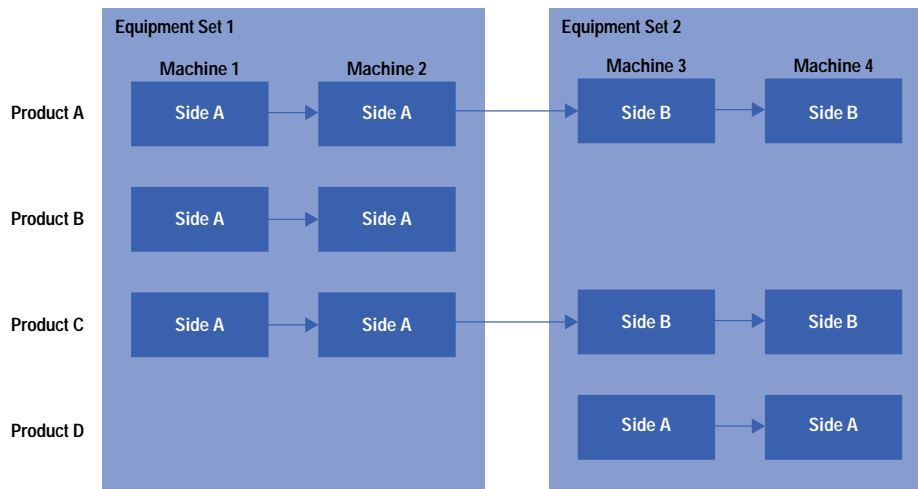 Equipment Set 1
Equipment Set 2
Machine 1
Machine 2
Machine 3
Machine 4
Product A
Side A
Side A
Side B
Side B
Product B
Side A
Side A
Product C
Side A
Side A
Side B
Side B
Product D
Side A
Side A